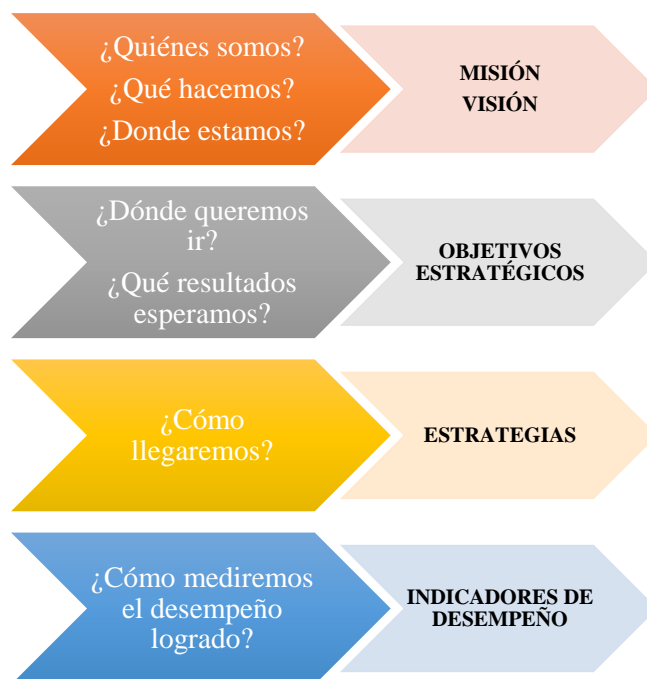 ¿Quiénes somos?
¿Qué hacemos?
¿Donde estamos?
MISIÓN
VISIÓN
¿Dónde queremos
ir?
¿Qué resultados
esperamos?
OBJETIVOS
ESTRATÉGICOS
¿Cómo
llegaremos?
ESTRATEGIAS
¿Cómo mediremos
el desempeño
logrado?
INDICADORES DE
DESEMPEÑO